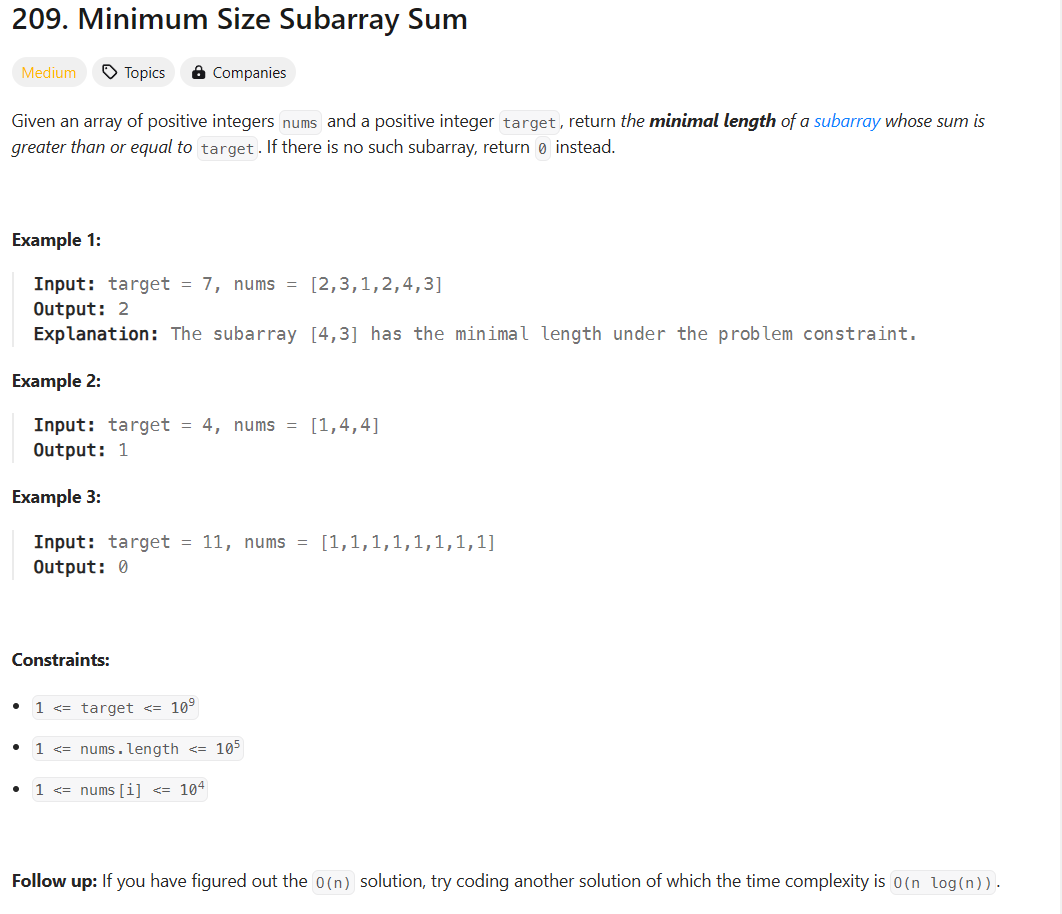 209. Minimum Size Subarray Sum
Medium Topics Companies
Given an array of positive integers nums and a positive integer target, return the minimal length of a subarray whose sum is
greater than or equal to target. If there is no such subarray, return 0 instead.
Example 1:
Input: target = 7, nums = [2,3,1,2,4,3]
Output: 2
Explanation: The subarray [4,3] has the minimal length under the problem constraint.
Example 2:
Input: target = 4, nums = [1,4,4]
Output: 1
Example 3:
Input: target = 11, nums = [1,1,1,1,1,1,1,1]
Output: 0
Constraints:
• 1 <= target <= 10⁹
• 1 <= nums.length <= 10⁵
• 1 <= nums[i] <= 10⁴
Follow up: If you have figured out the O(n) solution, try coding another solution of which the time complexity is O(n log(n)).